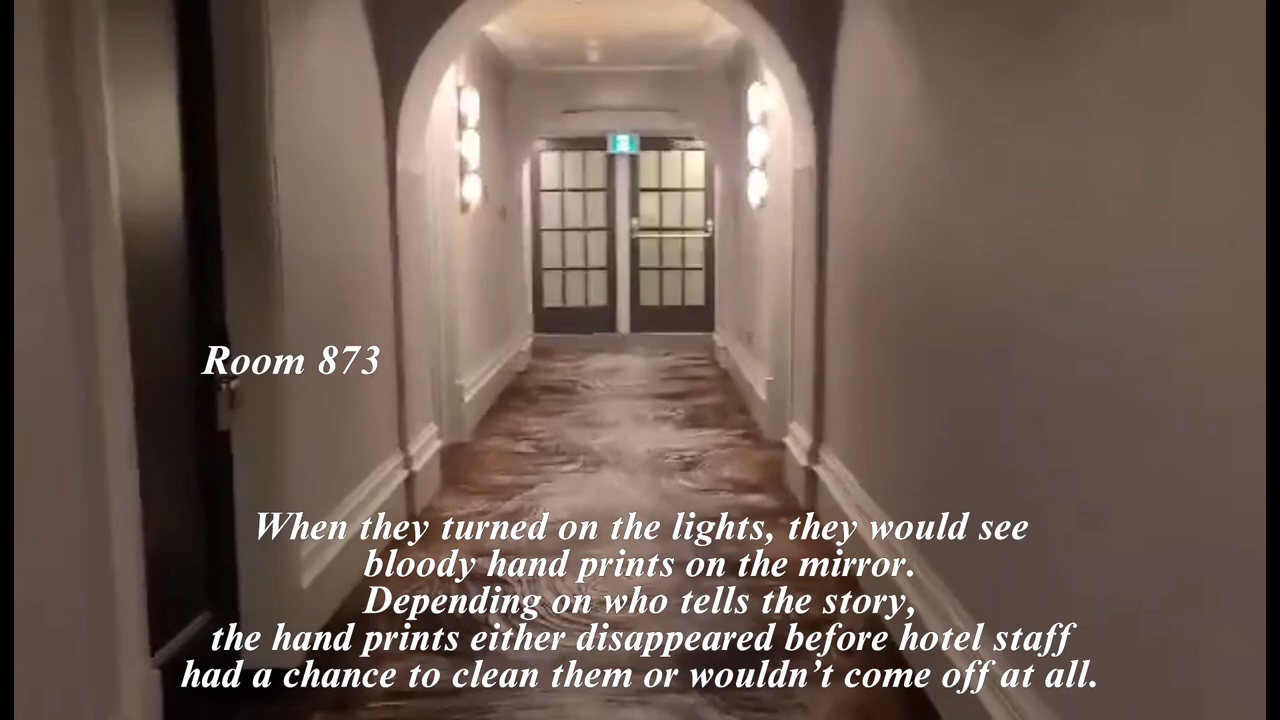 Room 873
When they turned on the lights, they would see
bloody hand prints on the mirror.
Depending on who tells the story,
the hand prints either disappeared before hotel staff
had a chance to clean them or wouldn’t come off at all.